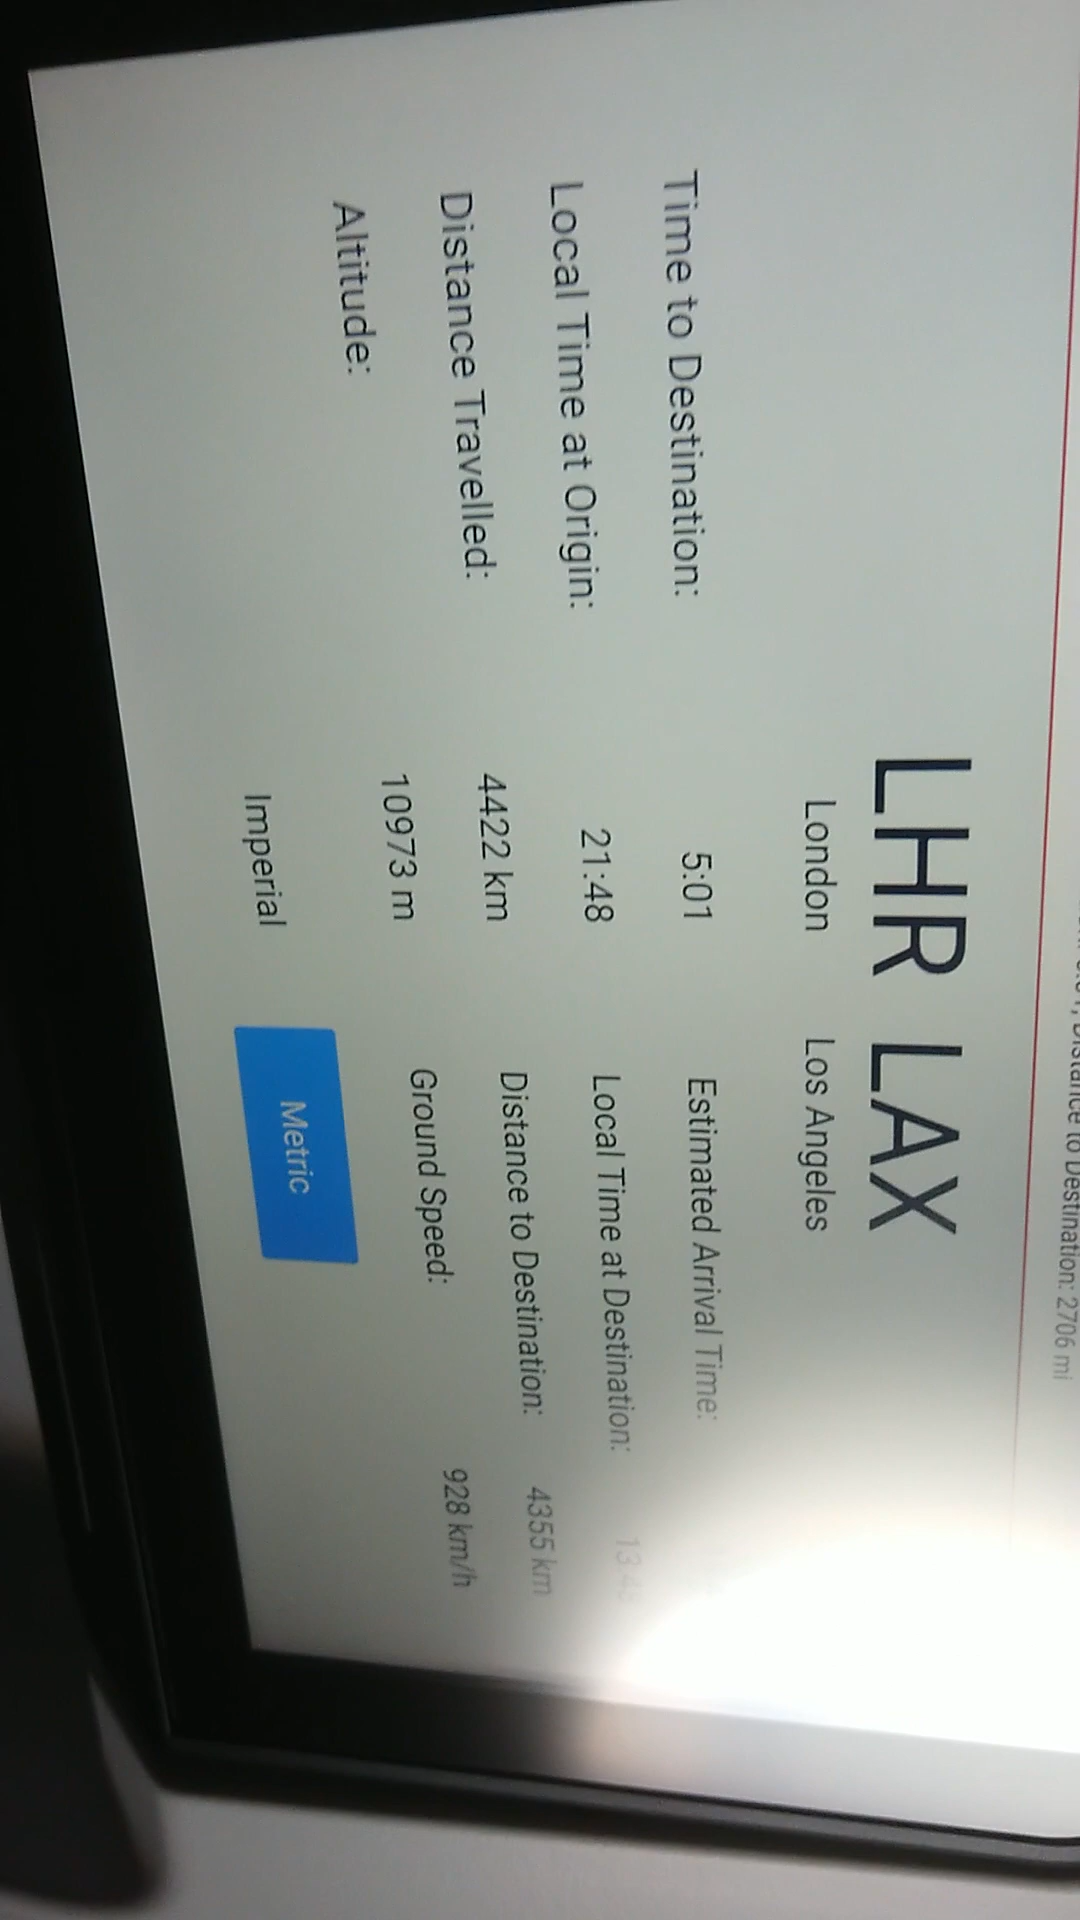 Distance to Destination: 2706 mi
LHR LAX
London Los Angeles
Time to Destination: 5:01 Estimated Arrival Time:
Local Time at Origin: 21:48 Local Time at Destination:
Distance Travelled: 4422 km Distance to Destination: 4355 km
Altitude: 10973 m Ground Speed: 928 km/h
Imperial Metric